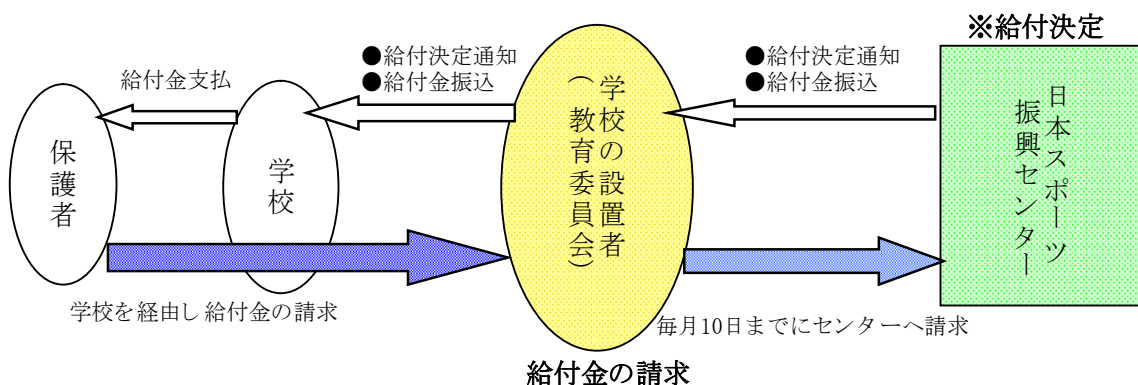 ※給付決定
●給付決定通知
●給付金振込
●給付決定通知
●給付金振込
給付金支払
保護者
学校
学校の設置者
(教育委員会)
日本スポーツ
振興センター
学校を経由し給付金の請求
毎月10日までにセンターへ請求
給付金の請求